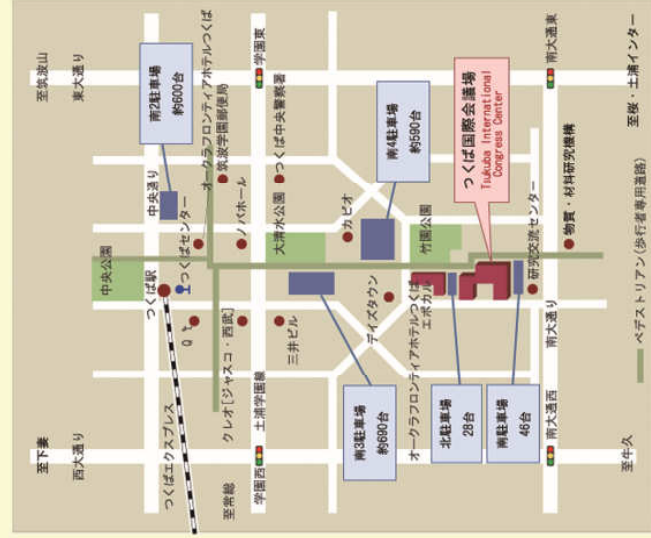 至筑波山
東大通り
至下妻
西大通り
中央公園
つくば駅
つくばエクスプレス
中央通り
南2駐車場
約600台
オークラフロンティアホテルつくば
筑波学園郵便局
つくばセンター
Q't
ノバホール
クレオ[ジャスコ・西武]
学園東
つくば中央警察署
大清水公園
三井ビル
土浦学園線
学園西
至常総
カピオ
南4駐車場
約590台
南3駐車場
約690台
デイズタウン
竹園公園
オークラフロンティアホテルつくば
エポカル
つくば国際会議場
Tsukuba International
Congress Center
北駐車場
28台
南駐車場
46台
研究交流センター
物質・材料研究機構
南大通東
南大通り
南大通り
南大通西
至桜・土浦インター
至牛久
ペデストリアン(歩行者専用道路)